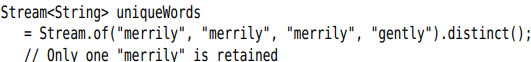 Stream<String> uniqueWords
= Stream.of("merrily", "merrily", "merrily", "gently").distinct();
// Only one "merrily" is retained